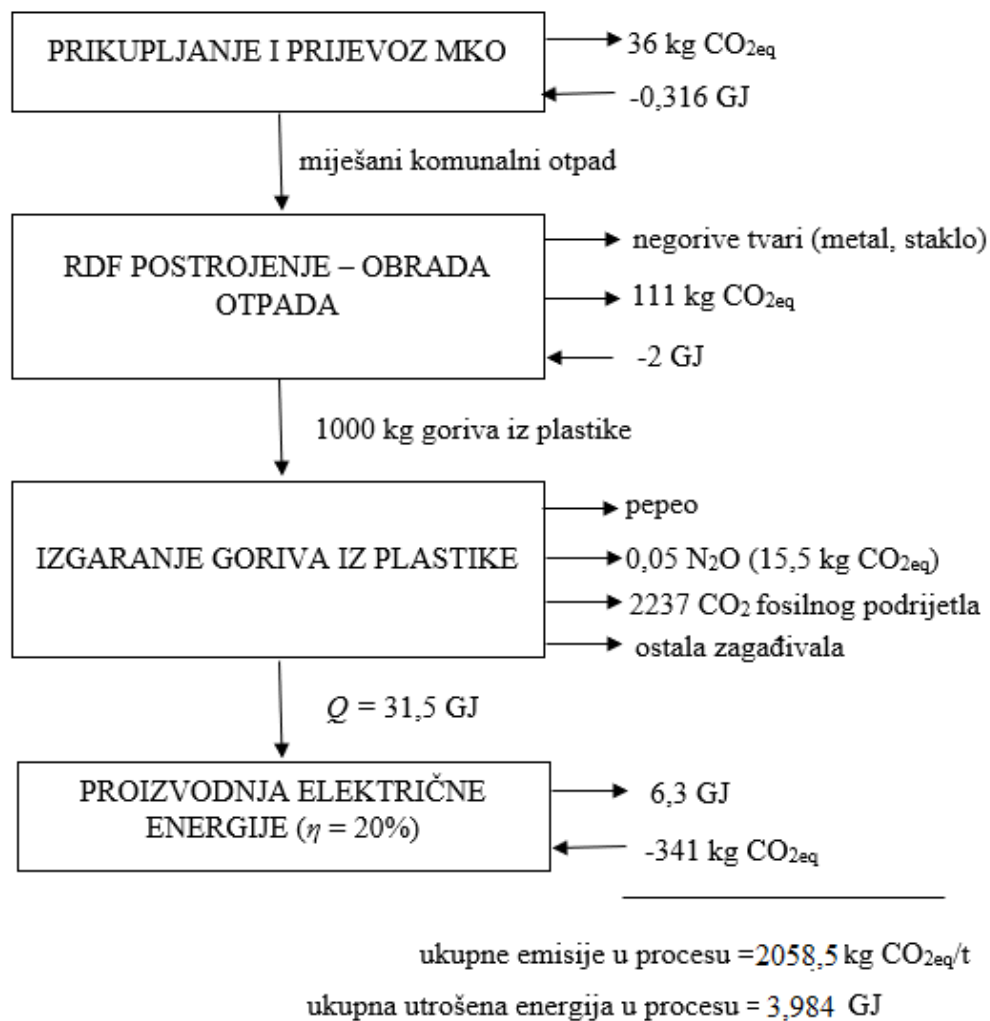 PRIKUPLJANJE I PRIJEVOZ MKO
36 kg CO2eq
-0,316 GJ
miješani komunalni otpad
RDF POSTROJENJE – OBRADA
OTPADA
negorive tvari (metal, staklo)
111 kg CO2eq
-2 GJ
1000 kg goriva iz plastike
IZGARANJE GORIVA IZ PLASTIKE
pepeo
0,05 N2O (15,5 kg CO2eq)
2237 CO2 fosilnog podrijetla
ostala zagađivala
Q = 31,5 GJ
PROIZVODNJA ELEKTRIČNE
ENERGIJE (η = 20%)
6,3 GJ
-341 kg CO2eq
ukupne emisije u procesu =2058,5 kg CO2eq/t
ukupna utrošena energija u procesu = 3,984 GJ